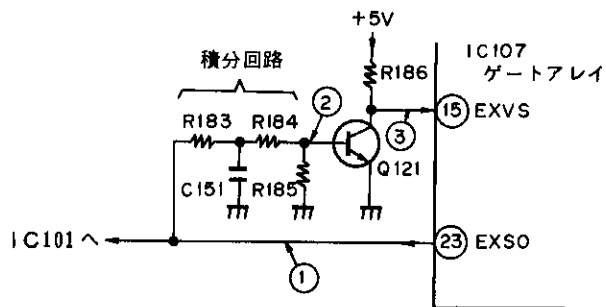 +5V
IC107
ゲートアレイ
積分回路
R186
②
15 EXVS
R183
R184
③
Q121
C151
R185
IC101へ
23 EXSO
①